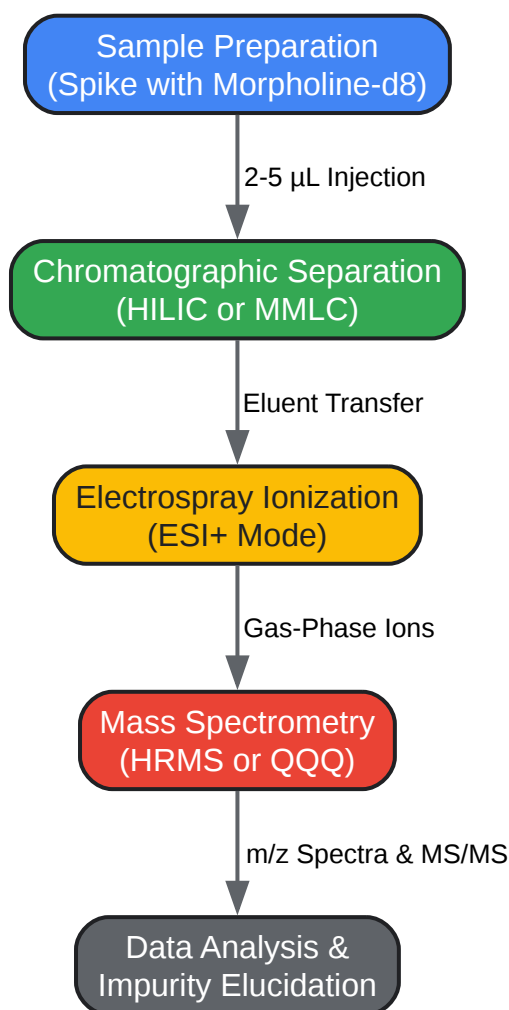 Sample Preparation
(Spike with Morpholine-d8)
2-5 µL Injection
Chromatographic Separation
(HILIC or MMLC)
Eluent Transfer
Electrospray Ionization
(ESI+ Mode)
Gas-Phase Ions
Mass Spectrometry
(HRMS or QQQ)
m/z Spectra & MS/MS
Data Analysis &
Impurity Elucidation